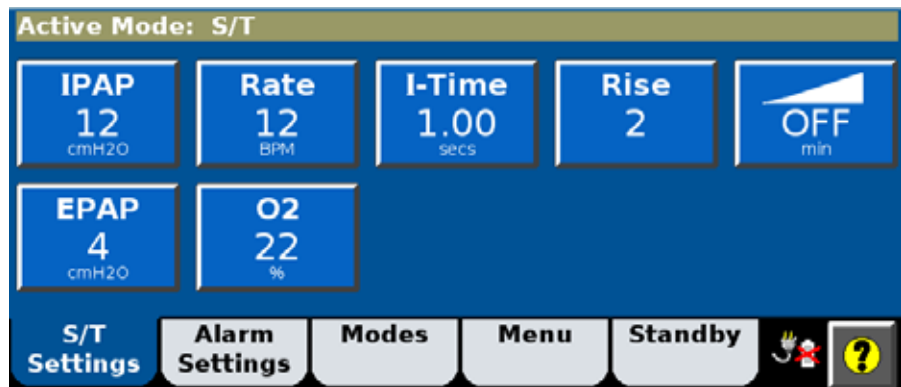 Active Mode: S/T
IPAP
12
cmH2O
Rate
12
BPM
I-Time
1.00
secs
Rise
2
OFF
min
EPAP
4
cmH2O
O2
22
%
S/T
Settings
Alarm
Settings
Modes
Menu
Standby
?